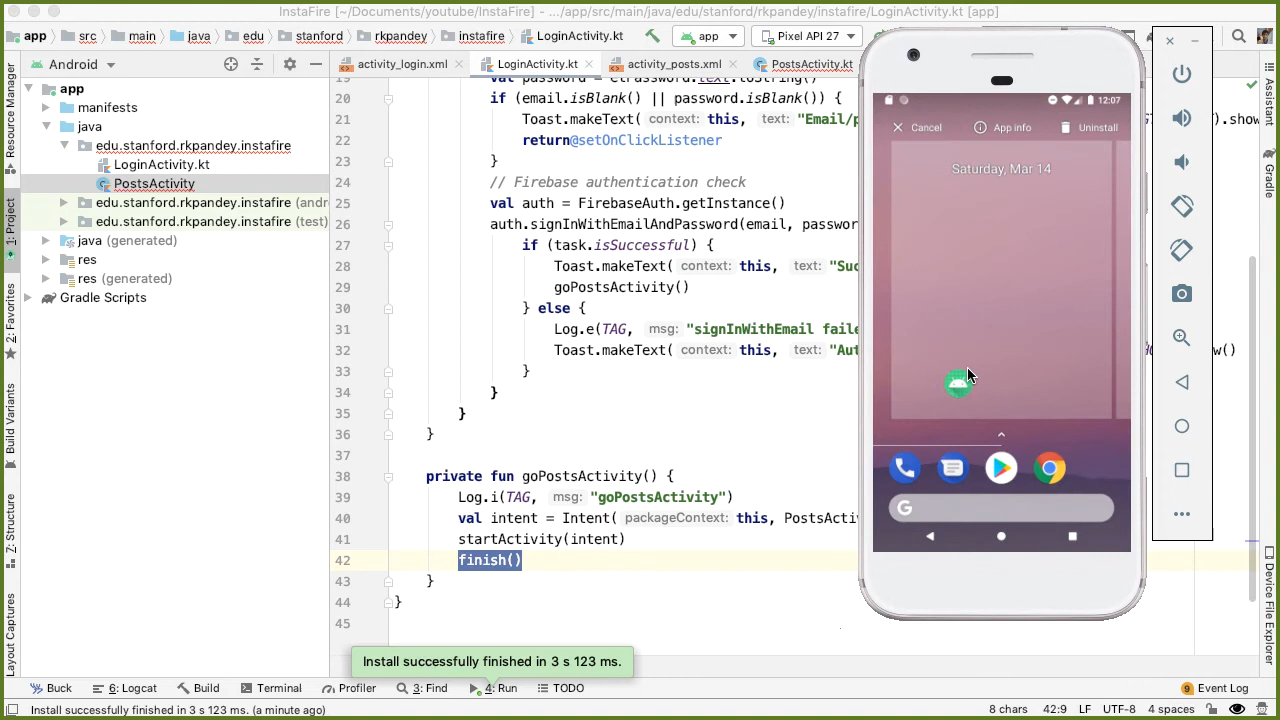 InstaFire [~/Documents/youtube/InstaFire] - .../app/src/main/java/edu/stanford/rkpandey/instafire/LoginActivity.kt [app]
app src main java edu stanford rkpandey instafire LoginActivity.kt app Pixel API 27
Android
activity_login.xml LoginActivity.kt activity_posts.xml PostsActivity.kt
app
manifests
java
edu.stanford.rkpandey.instafire
LoginActivity.kt
PostsActivity
edu.stanford.rkpandey.instafire (andr
edu.stanford.rkpandey.instafire (test)
java (generated)
res
res (generated)
Gradle Scripts
Resource Manager
1: Project
2: Favorites
Build Variants
7: Structure
Layout Captures
19 val password = etPassword.text.toString()
20 if (email.isBlank() || password.isBlank()) {
21 Toast.makeText( context: this, text: "Email/p ).show
22 return@setOnClickListener
23 }
24 // Firebase authentication check
25 val auth = FirebaseAuth.getInstance()
26 auth.signInWithEmailAndPassword(email, passwor
27 if (task.isSuccessful) {
28 Toast.makeText( context: this, text: "Suc
29 goPostsActivity()
30 } else {
31 Log.e(TAG, msg: "signInWithEmail faile
32 Toast.makeText( context: this, text: "Aut w()
33 }
34 }
35 }
36 }
37
38 private fun goPostsActivity() {
39 Log.i(TAG, msg: "goPostsActivity")
40 val intent = Intent( packageContext: this, PostsActiv
41 startActivity(intent)
42 finish()
43 }
44 }
45
12:07
Cancel App info Uninstall
Saturday, Mar 14
G
Assistant
Gradle
Device File Explorer
Install successfully finished in 3 s 123 ms.
Buck 6: Logcat Build Terminal Profiler 3: Find 4: Run TODO 9 Event Log
Install successfully finished in 3 s 123 ms. (a minute ago) 8 chars 42:9 LF UTF-8 4 spaces